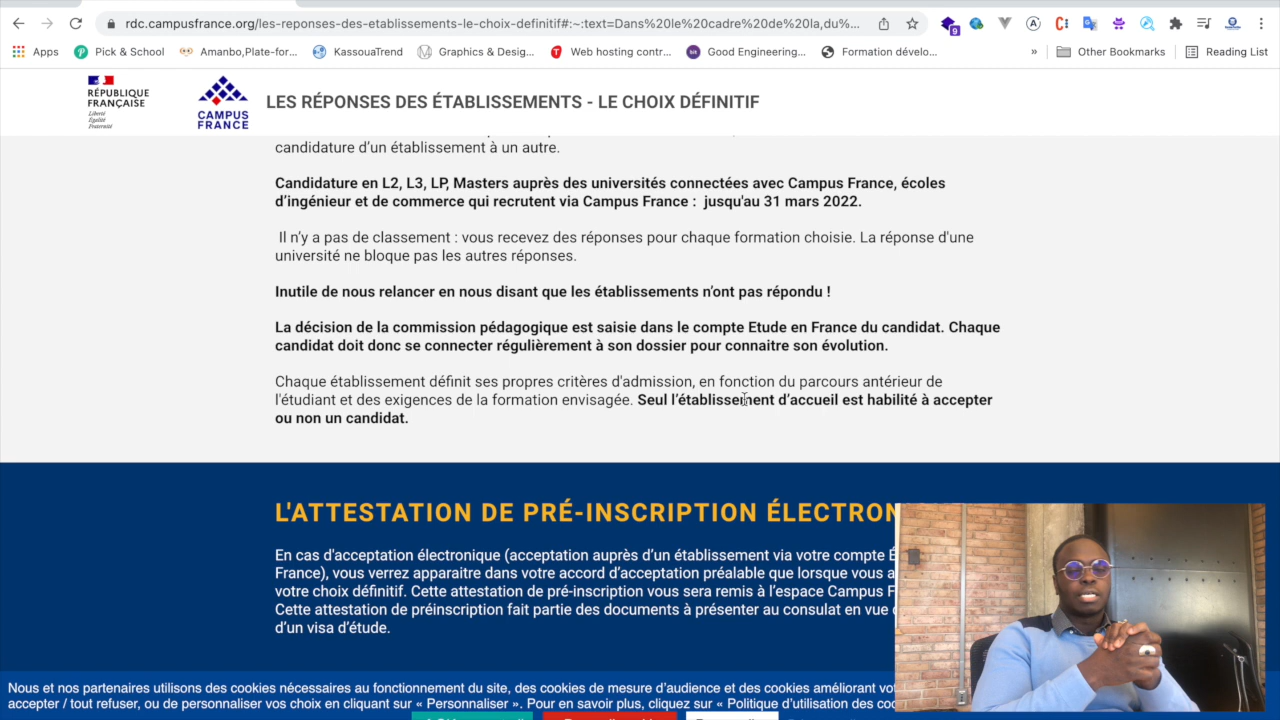 rdc.campusfrance.org/les-reponses-des-etablissements-le-choix-definitif#:~:text=Dans%20le%20cadre%20de%20la,du%...
9
Apps Pick & School Amanbo,Plate-for... KassouaTrend Graphics & Desig... Web hosting contr... Good Engineering... Formation dévelo... » Other Bookmarks Reading List
RÉPUBLIQUE
FRANÇAISE
Liberté
Égalité
Fraternité
CAMPUS
FRANCE
LES RÉPONSES DES ÉTABLISSEMENTS - LE CHOIX DÉFINITIF
candidature d'un établissement à un autre.
Candidature en L2, L3, LP, Masters auprès des universités connectées avec Campus France, écoles
d'ingénieur et de commerce qui recrutent via Campus France : jusqu'au 31 mars 2022.
Il n'y a pas de classement : vous recevez des réponses pour chaque formation choisie. La réponse d'une
université ne bloque pas les autres réponses.
Inutile de nous relancer en nous disant que les établissements n'ont pas répondu !
La décision de la commission pédagogique est saisie dans le compte Etude en France du candidat. Chaque
candidat doit donc se connecter régulièrement à son dossier pour connaitre son évolution.
Chaque établissement définit ses propres critères d'admission, en fonction du parcours antérieur de
l'étudiant et des exigences de la formation envisagée. Seul l'établissement d'accueil est habilité à accepter
ou non un candidat.
L'ATTESTATION DE PRÉ-INSCRIPTION ÉLECTRON
En cas d'acceptation électronique (acceptation auprès d'un établissement via votre compte É
France), vous verrez apparaitre dans votre accord d'acceptation préalable que lorsque vous a
votre choix définitif. Cette attestation de pré-inscription vous sera remis à l'espace Campus F
Cette attestation de préinscription fait partie des documents à présenter au consulat en vue
d'un visa d'étude.
Nous et nos partenaires utilisons des cookies nécessaires au fonctionnement du site, des cookies de mesure d'audience et des cookies améliorant vo
accepter / tout refuser, ou de personnaliser vos choix en cliquant sur « Personnaliser ». Pour en savoir plus, cliquez sur « Politique d'utilisation des co